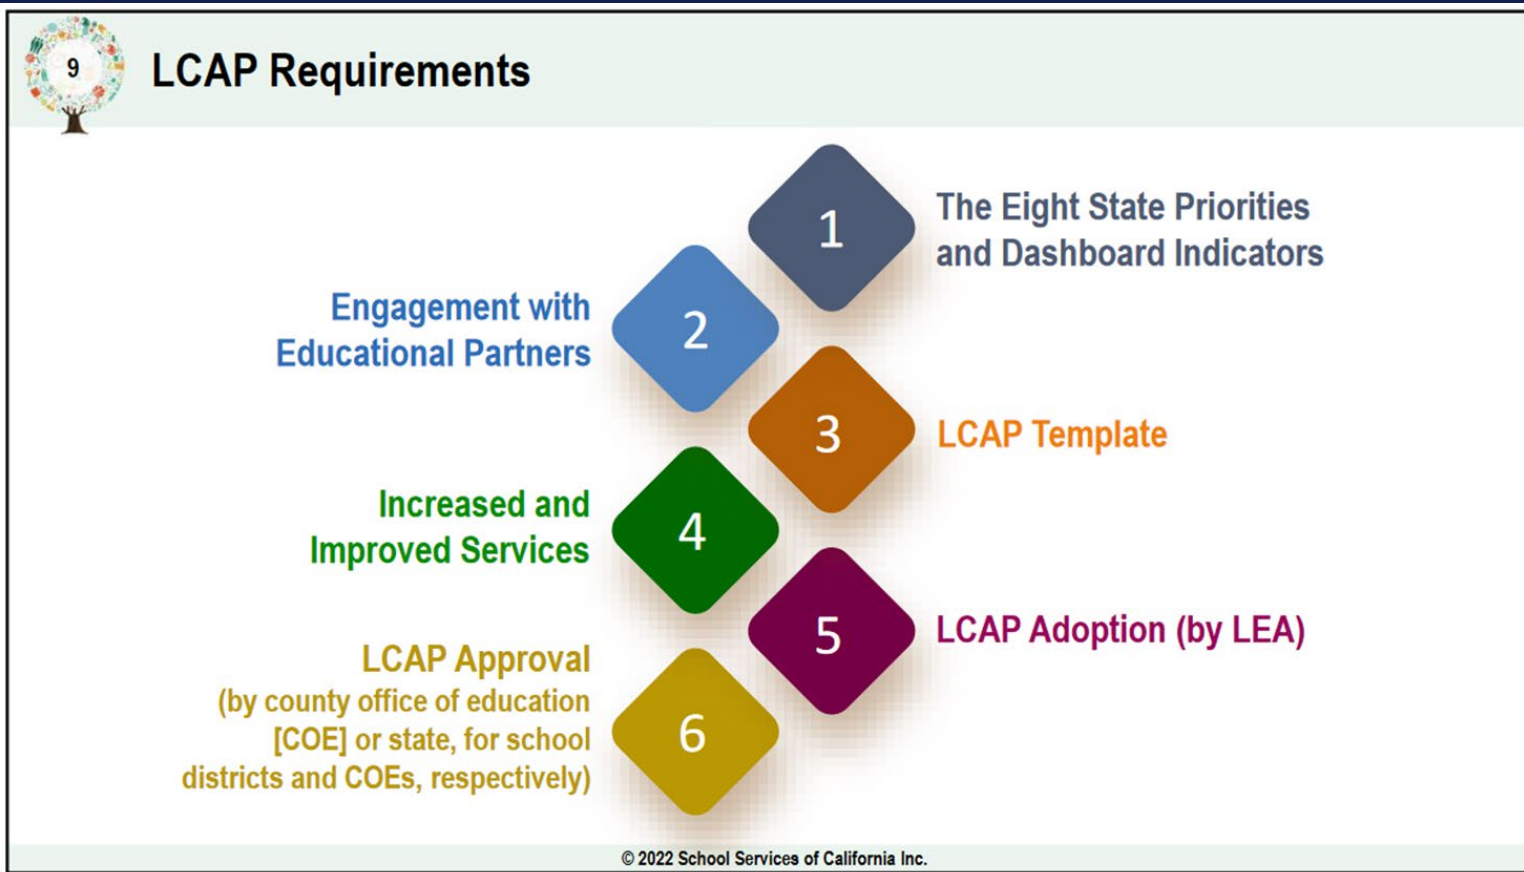 9
LCAP Requirements
1
The Eight State Priorities
and Dashboard Indicators
2
Engagement with
Educational Partners
3
LCAP Template
4
Increased and
Improved Services
5
LCAP Adoption (by LEA)
6
LCAP Approval
(by county office of education
[COE] or state, for school
districts and COEs, respectively)
© 2022 School Services of California Inc.